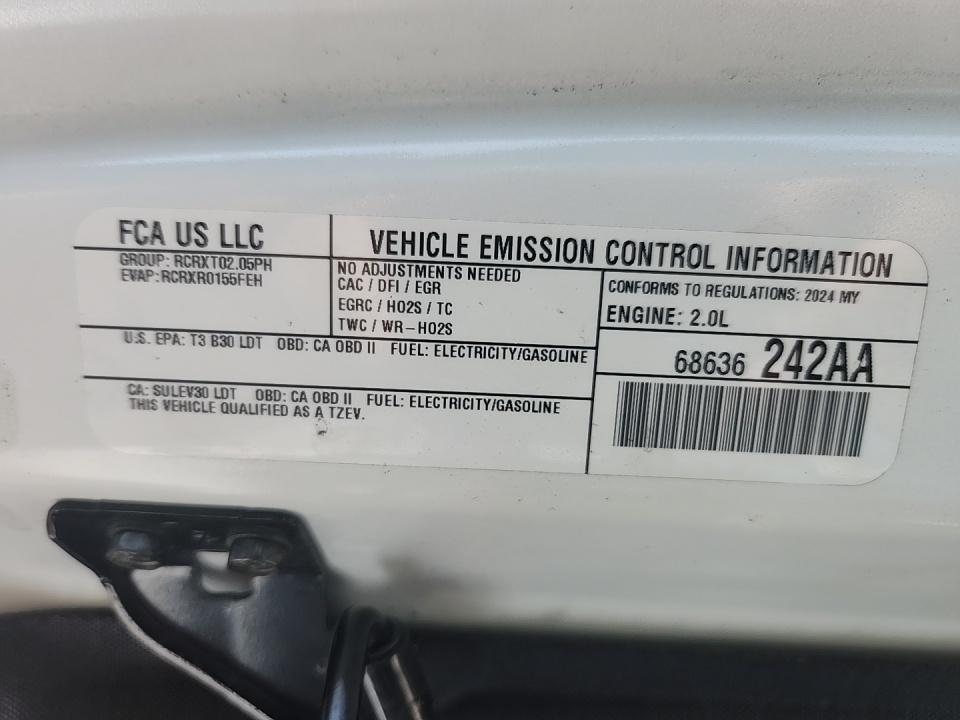 FCA US LLC
GROUP: RCRXT02.05PH
EVAP: RCRXR0155FEH
VEHICLE EMISSION CONTROL INFORMATION
NO ADJUSTMENTS NEEDED
CAC / DFI / EGR
EGRC / HO2S / TC
TWC / WR-HO2S
CONFORMS TO REGULATIONS: 2024 MY
ENGINE: 2.0L
U.S. EPA: T3 B30 LDT OBD: CA OBD II FUEL: ELECTRICITY/GASOLINE
68636 242AA
CA: SULEV30 LDT OBD: CA OBD II FUEL: ELECTRICITY/GASOLINE
THIS VEHICLE QUALIFIED AS A TZEV.